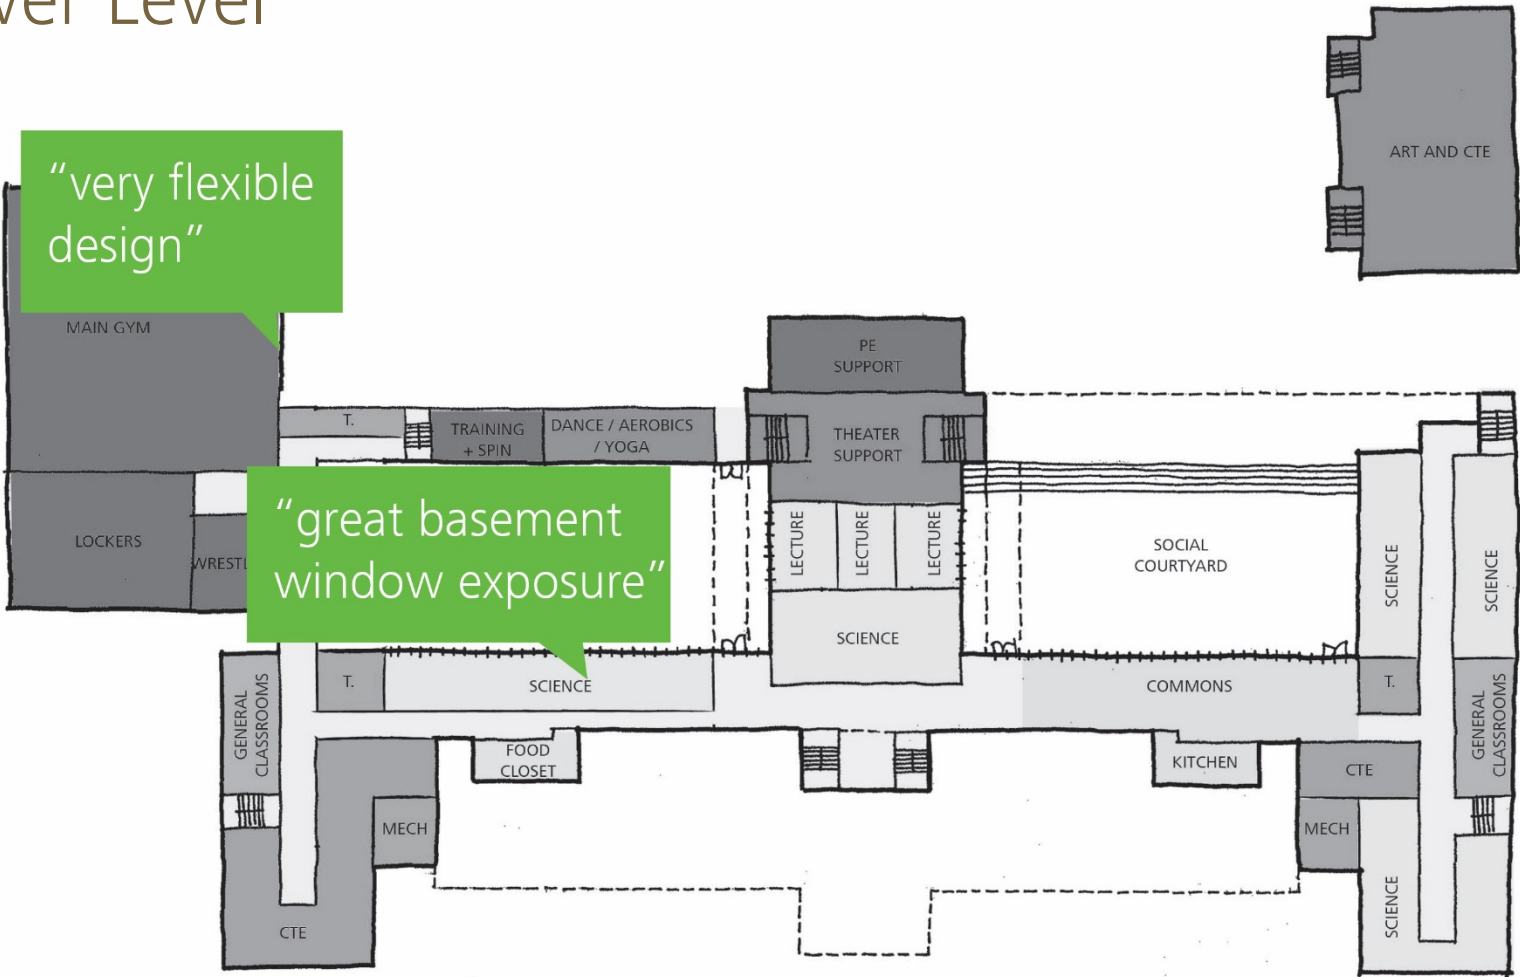 Level
ART AND CTE
“very flexible
design”
MAIN GYM
PE
SUPPORT
T.
TRAINING
+ SPIN
DANCE / AEROBICS
/ YOGA
THEATER
SUPPORT
“great basement
window exposure”
LOCKERS
LECTURE
LECTURE
LECTURE
SOCIAL
COURTYARD
SCIENCE
SCIENCE
SCIENCE
GENERAL
CLASSROOMS
T.
SCIENCE
COMMONS
T.
GENERAL
CLASSROOMS
FOOD
CLOSET
KITCHEN
CTE
MECH
MECH
SCIENCE
CTE